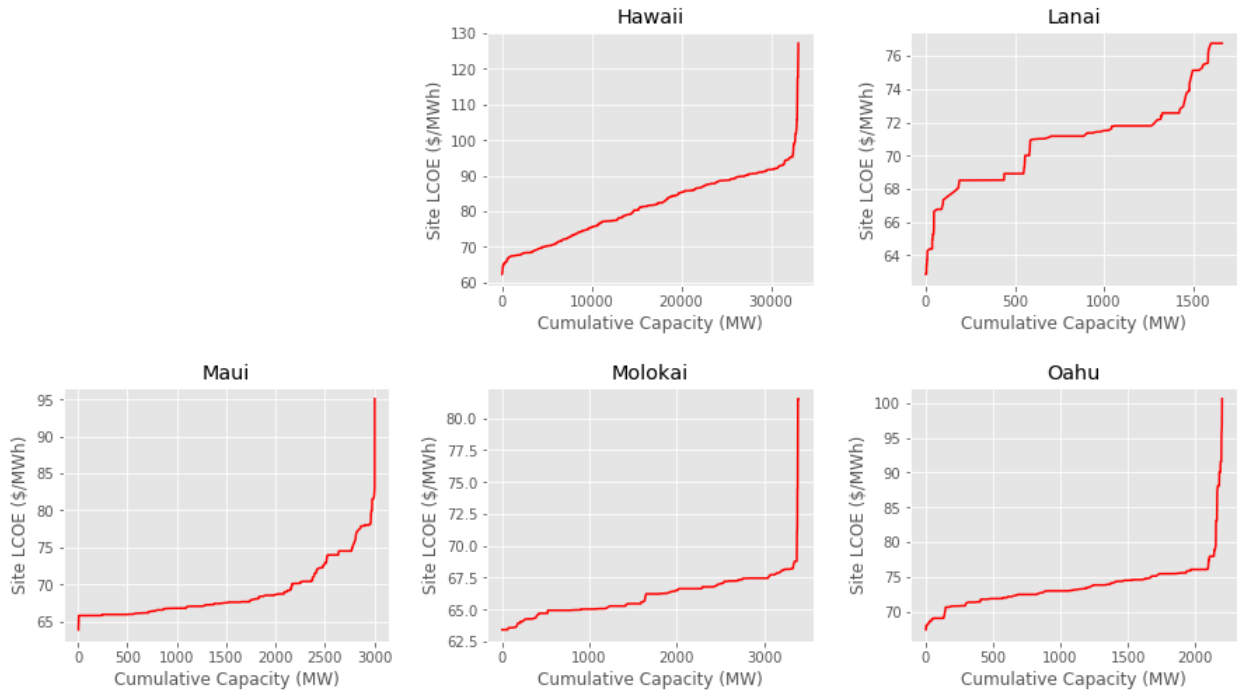 Hawaii
Site LCOE ($/MWh)
130
120
110
100
90
80
70
60
0 10000 20000 30000
Cumulative Capacity (MW)
Lanai
Site LCOE ($/MWh)
76
74
72
70
68
66
64
0 500 1000 1500
Cumulative Capacity (MW)
Maui
Site LCOE ($/MWh)
95
90
85
80
75
70
65
0 500 1000 1500 2000 2500 3000
Cumulative Capacity (MW)
Molokai
Site LCOE ($/MWh)
80.0
77.5
75.0
72.5
70.0
67.5
65.0
62.5
0 1000 2000 3000
Cumulative Capacity (MW)
Oahu
Site LCOE ($/MWh)
100
95
90
85
80
75
70
0 500 1000 1500 2000
Cumulative Capacity (MW)